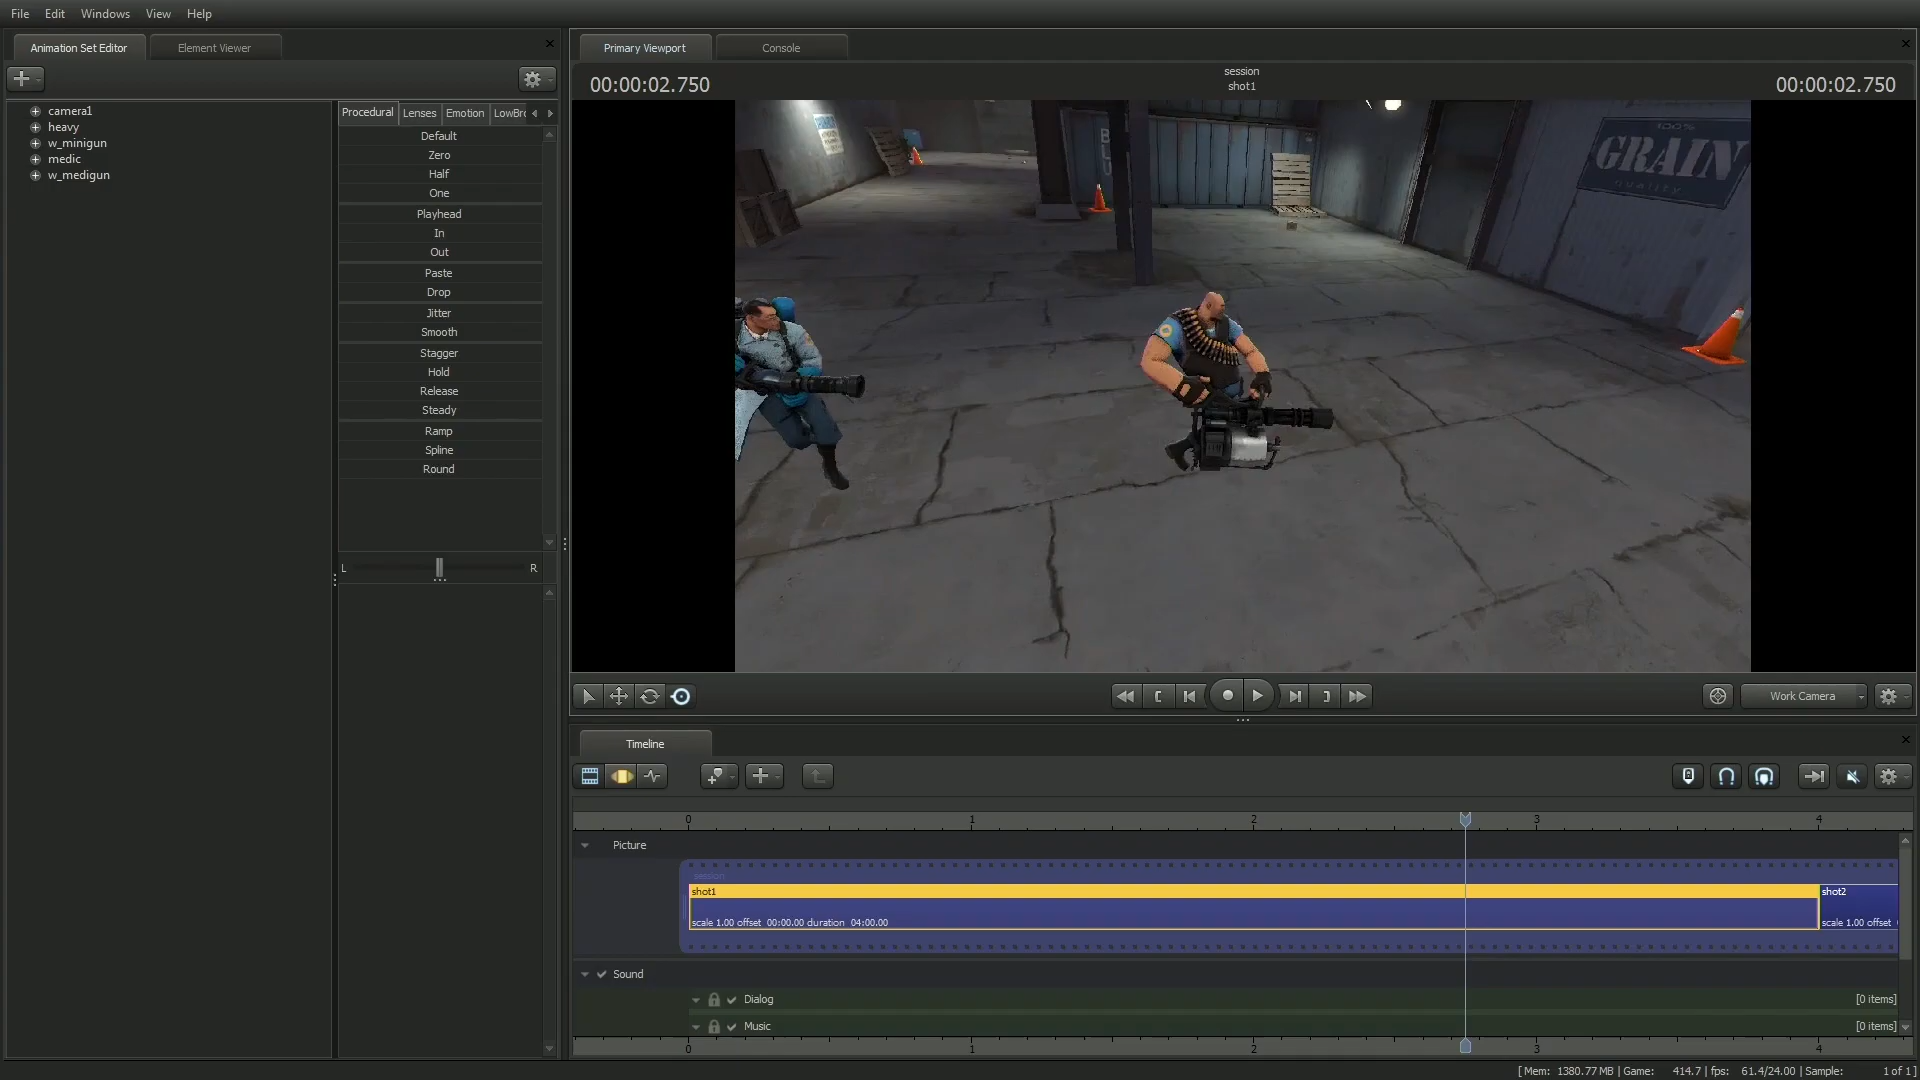 File Edit Windows View Help
Animation Set Editor Element Viewer
Primary Viewport Console
00:00:02.750
session
shot1
00:00:02.750
camera1
heavy
w_minigun
medic
w_medigun
Procedural Lenses Emotion LowBro
Default
Zero
Half
One
Playhead
In
Out
Paste
Drop
Jitter
Smooth
Stagger
Hold
Release
Steady
Ramp
Spline
Round
L R
100%
GRAIN
quality
Work Camera
Timeline
0 1 2 3 4
Picture
session
shot1
scale 1.00 offset 00:00.00 duration 04:00.00
shot2
scale 1.00 offset
Sound
Dialog [0 items]
Music [0 items]
0 1 2 3 4
[ Mem: 1380.77 MB | Game: 414.7 | fps: 61.4/24.00 | Sample: 1 of 1 ]